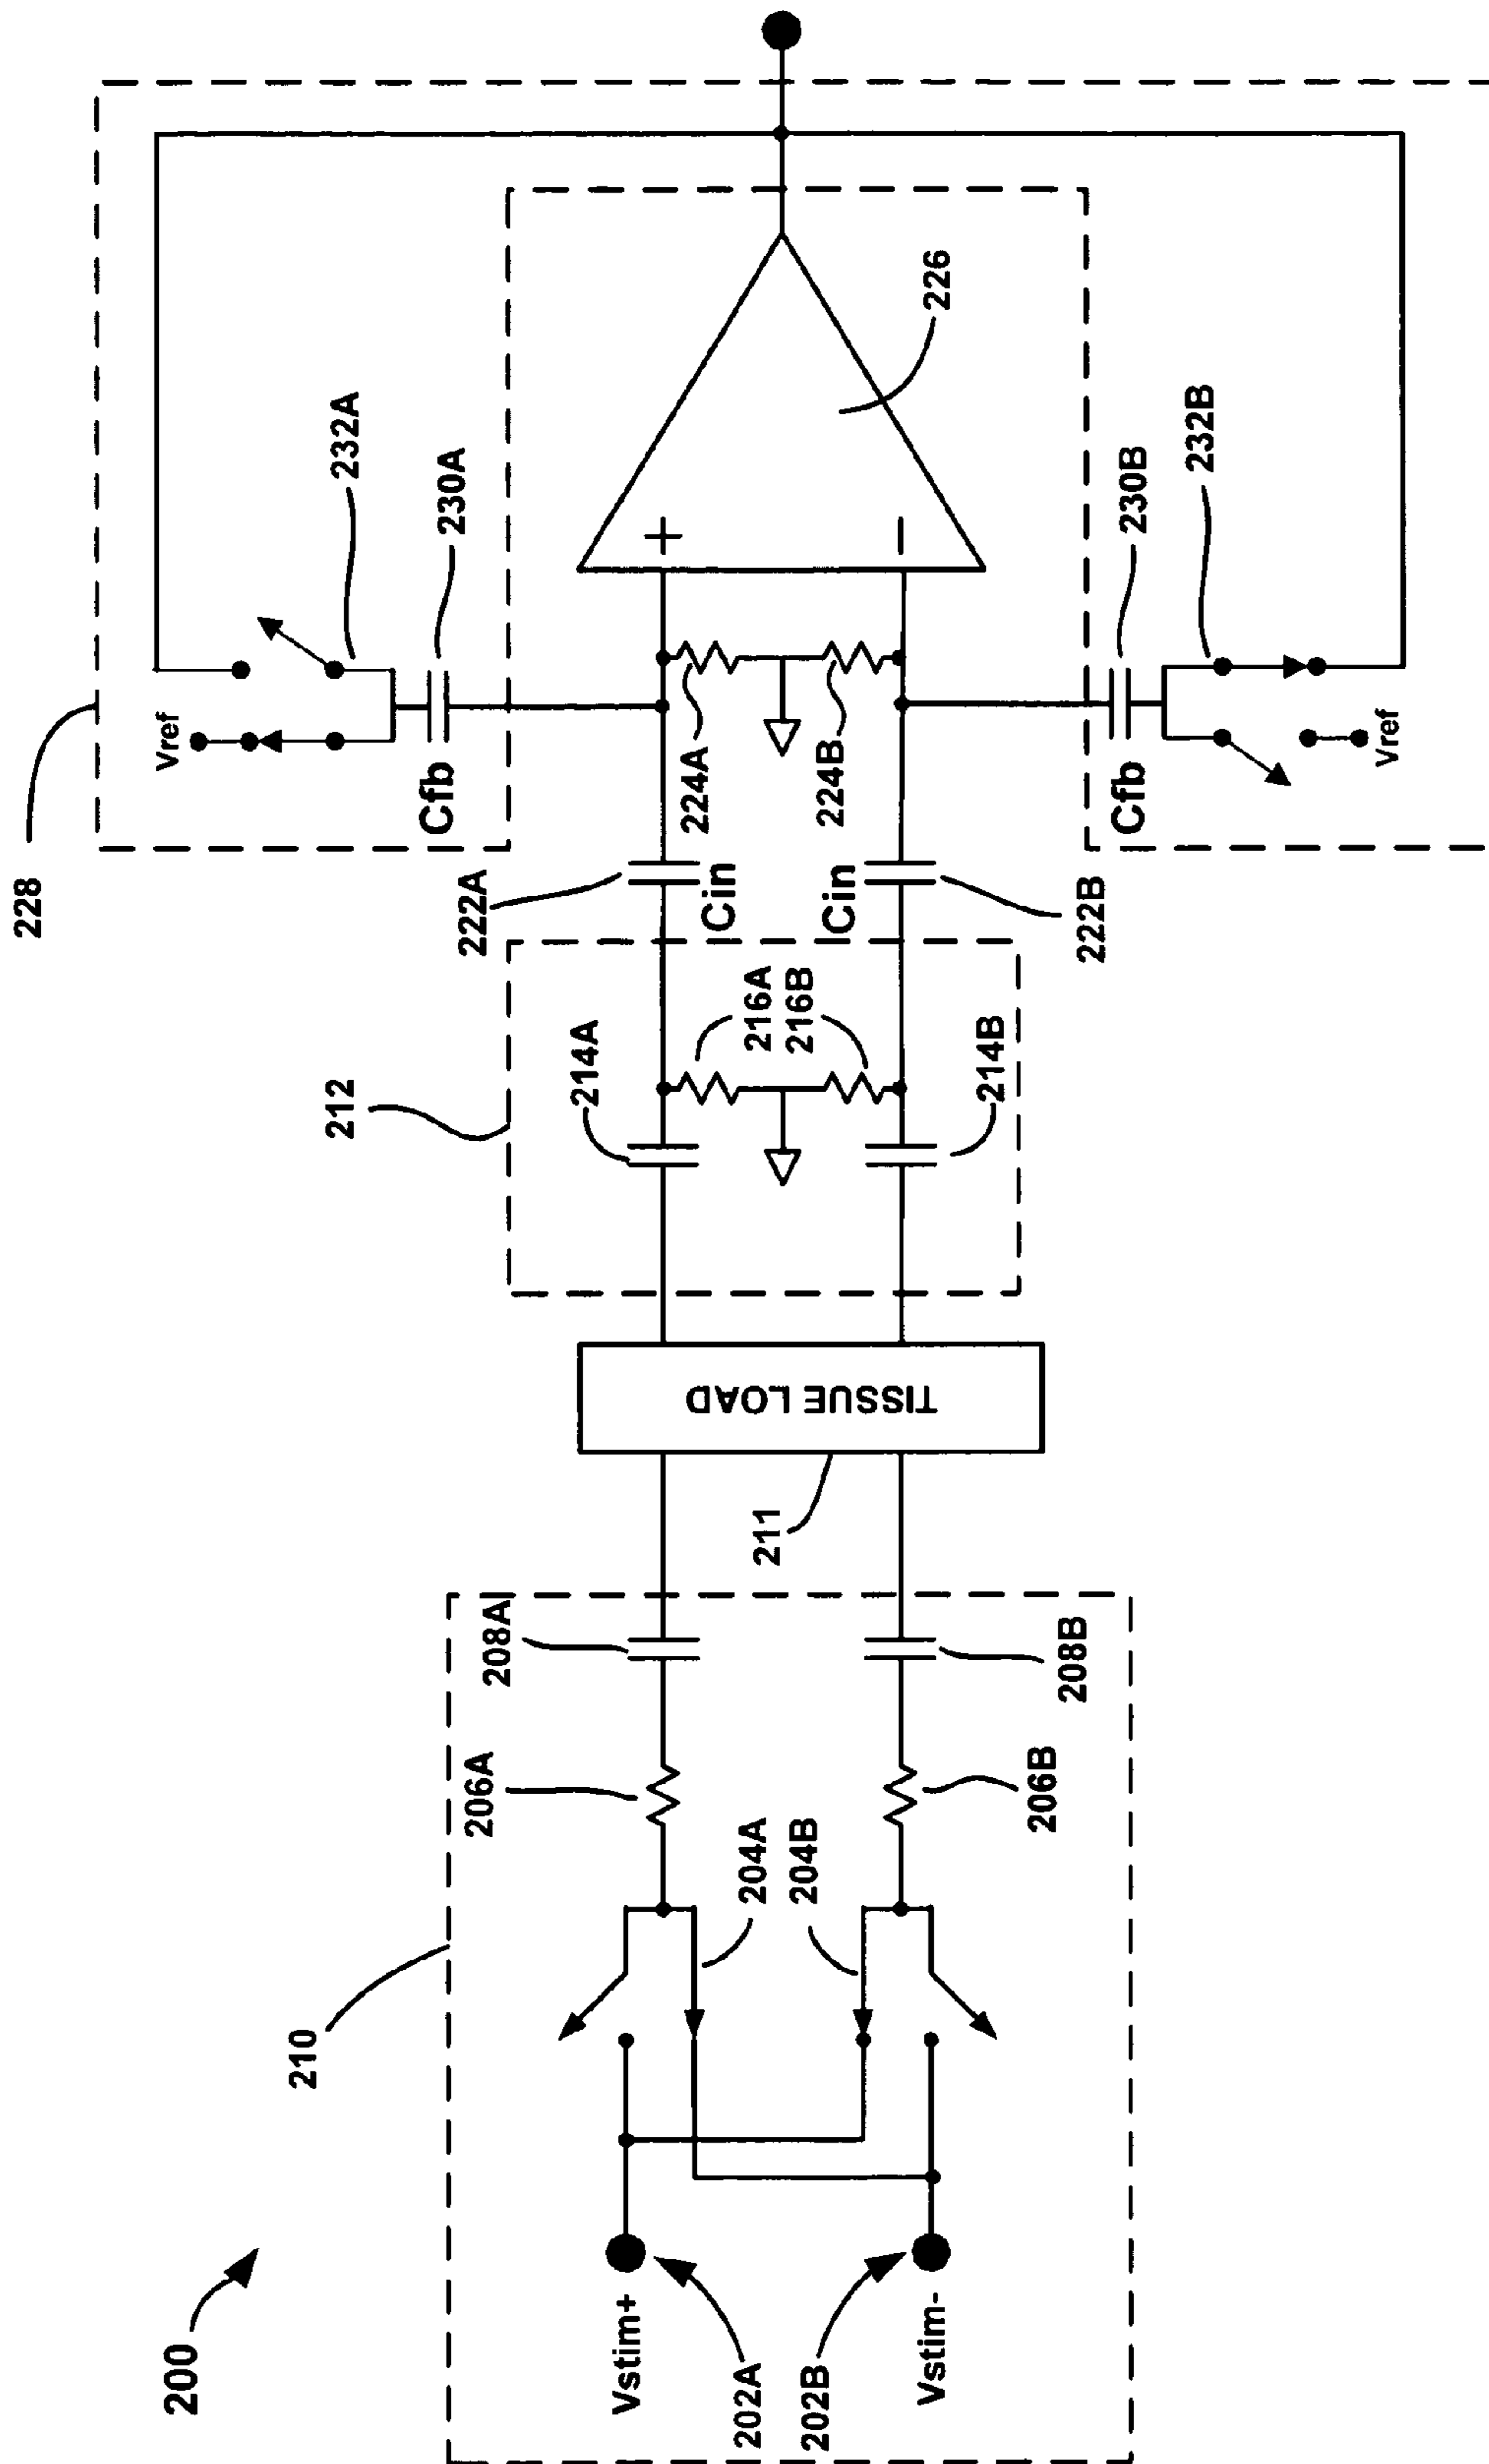 200
210
Vstim+
202A
202B
Vstim-
204A
204B
206A
206B
208A
208B
211
TISSUE LOAD
212
214A
216A
216B
214B
222A
Cin
Cin
222B
228
Vref
232A
230A
Cfb
224A
224B
+
−
226
230B
232B
Cfb
Vref